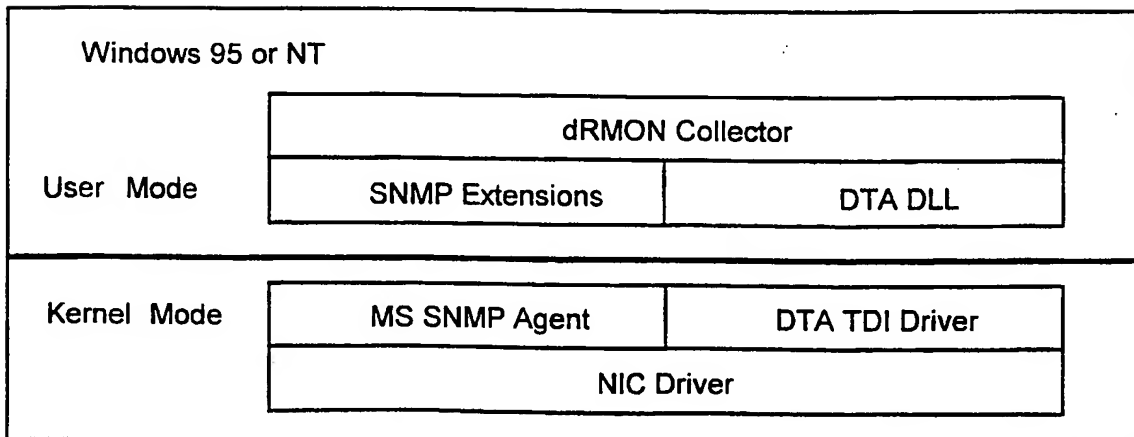 Windows 95 or NT
dRMON Collector
User Mode
SNMP Extensions
DTA DLL
Kernel Mode
MS SNMP Agent
DTA TDI Driver
NIC Driver